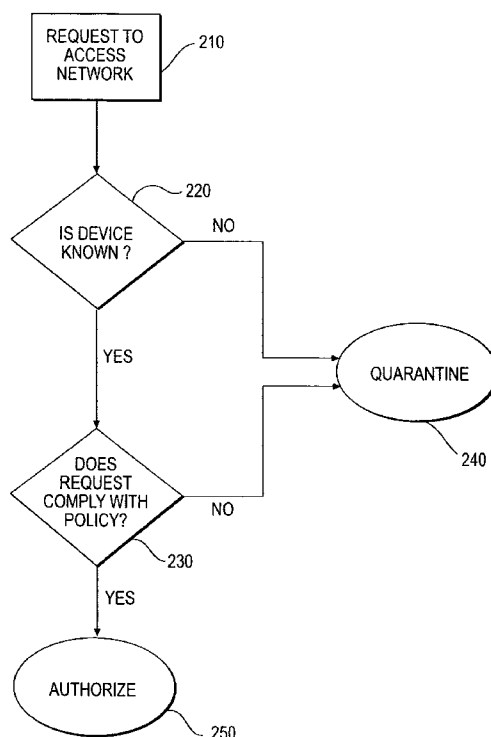 REQUEST TO
ACCESS
NETWORK
210
220
IS DEVICE
KNOWN ?
NO
YES
QUARANTINE
240
DOES
REQUEST
COMPLY WITH
POLICY?
NO
230
YES
AUTHORIZE
250